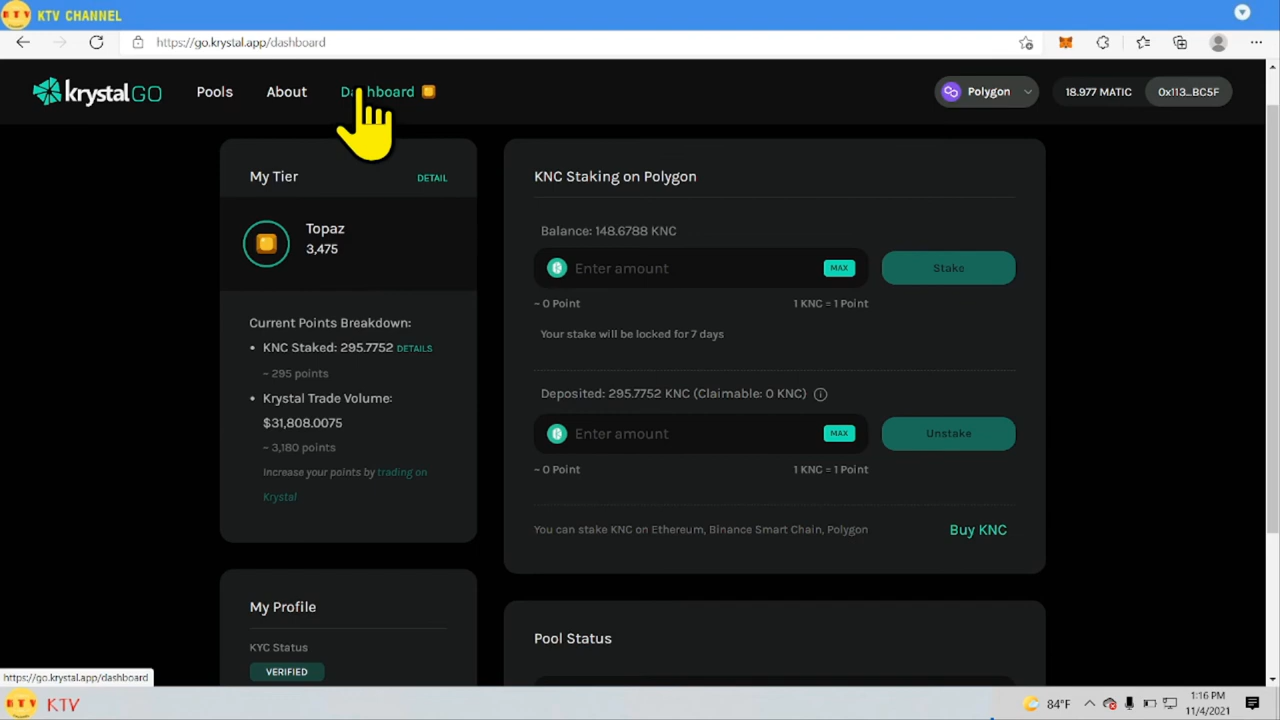 KTV CHANNEL
https://go.krystal.app/dashboard
krystalGO
Pools
About
Dashboard
Polygon
18.977 MATIC
0x113...BC5F
My Tier
DETAIL
Topaz
3,475
Current Points Breakdown:
• KNC Staked: 295.7752 DETAILS
~ 295 points
• Krystal Trade Volume:
$31,808.0075
~ 3,180 points
Increase your points by trading on
Krystal
My Profile
KYC Status
VERIFIED
KNC Staking on Polygon
Balance: 148.6788 KNC
Enter amount
MAX
Stake
~ 0 Point
1 KNC = 1 Point
Your stake will be locked for 7 days
Deposited: 295.7752 KNC (Claimable: 0 KNC)
Enter amount
MAX
Unstake
~ 0 Point
1 KNC = 1 Point
You can stake KNC on Ethereum, Binance Smart Chain, Polygon
Buy KNC
Pool Status
https://go.krystal.app/dashboard
KTV
84°F
1:16 PM
11/4/2021